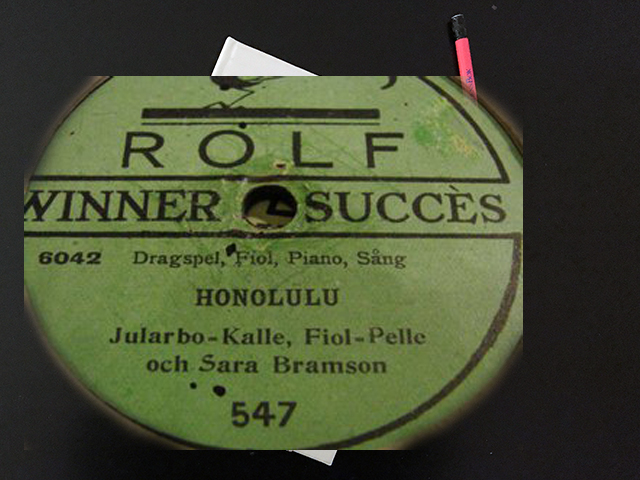 ROLF
WINNER SUCCÈS
6042 Dragspel, Fiol, Piano, Sång
HONOLULU
Jularbo-Kalle, Fiol-Pelle
och Sara Bramson
547